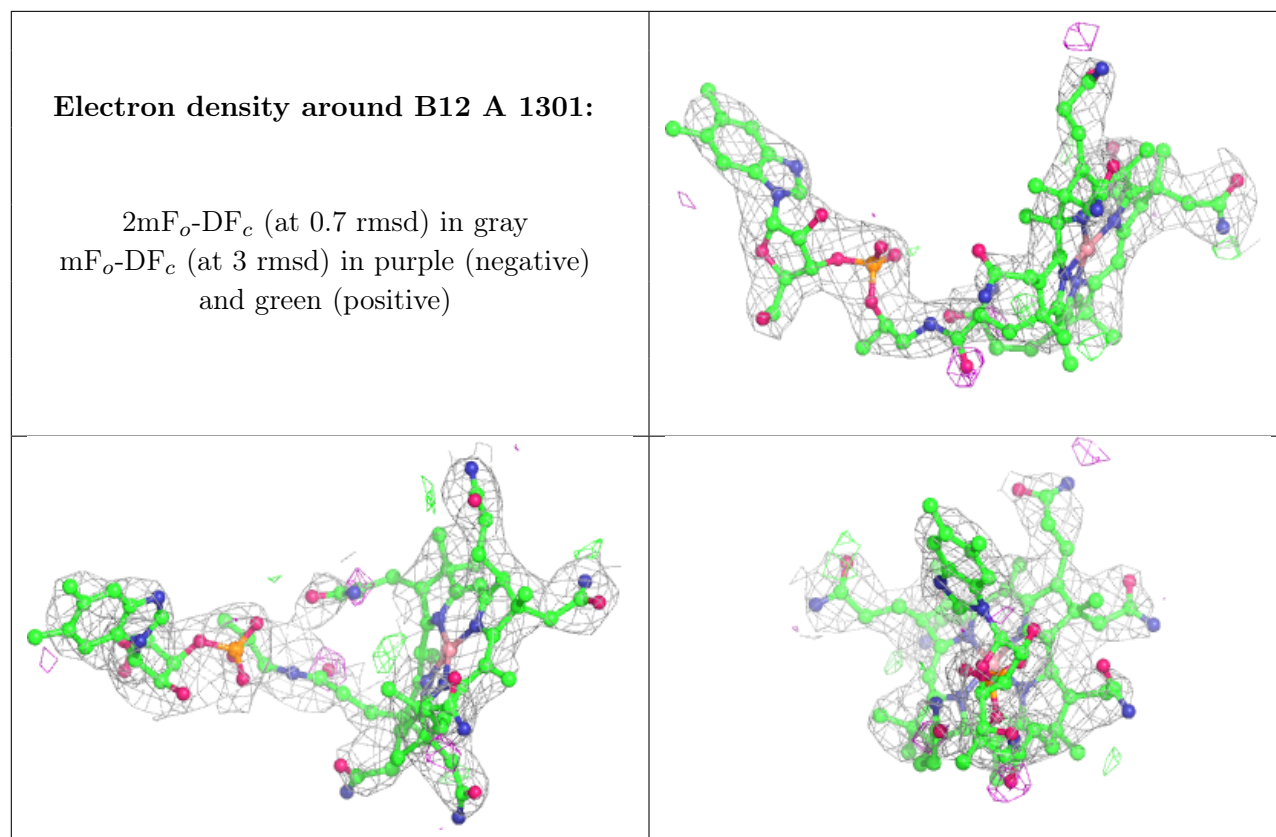 Electron density around B12 A 1301:
2mFₒ-DF𝒸 (at 0.7 rmsd) in gray
mFₒ-DF𝒸 (at 3 rmsd) in purple (negative)
and green (positive)